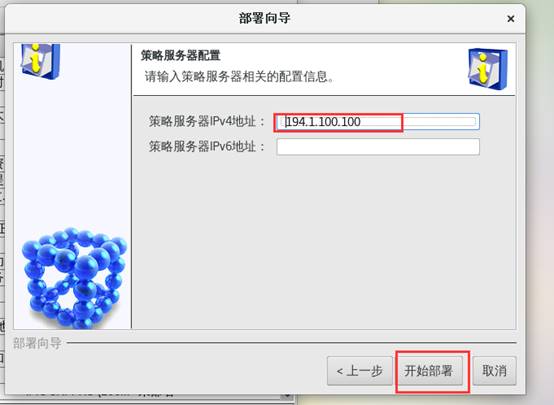 部署向导
策略服务器配置
请输入策略服务器相关的配置信息。
策略服务器IPv4地址： 194.1.100.100
策略服务器IPv6地址：
部署向导
< 上一步 开始部署 取消